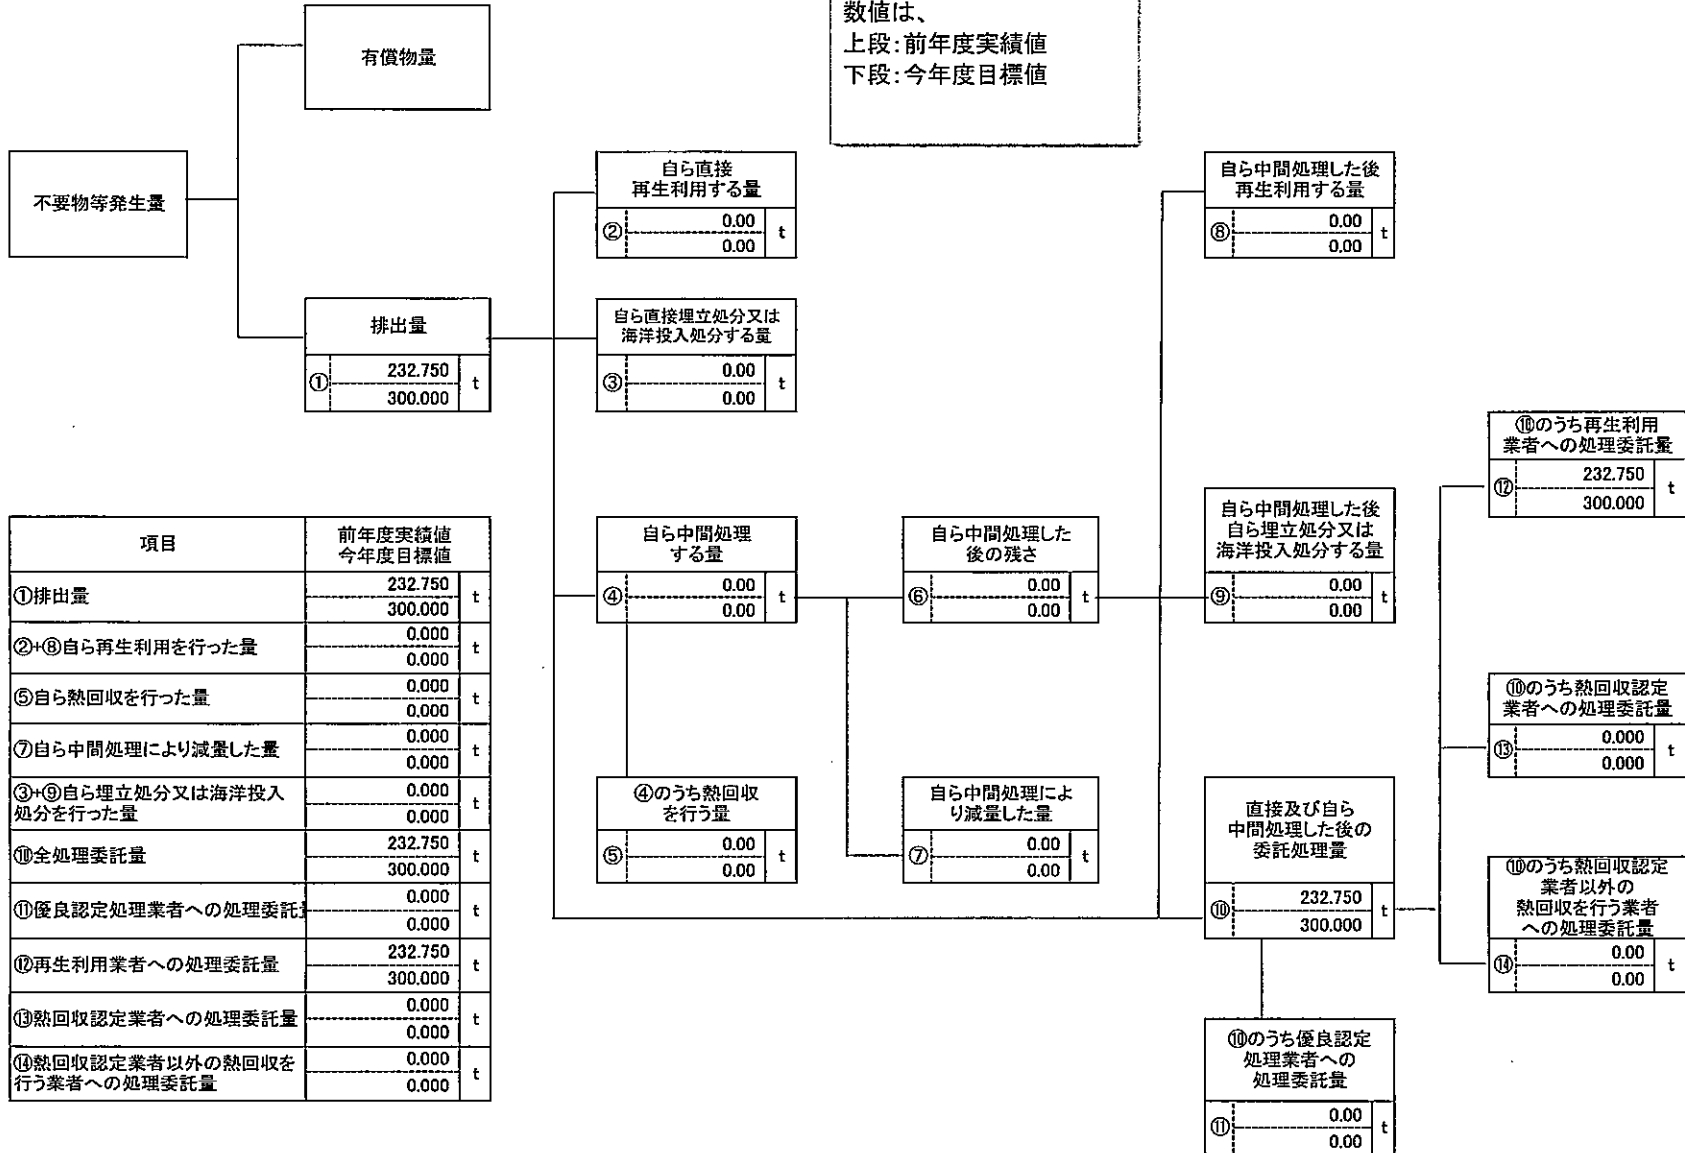 数値は、
上段:前年度実績値
下段:今年度目標値
有償物量
不要物等発生量
排出量
① 232.750 t
300.000
自ら直接
再生利用する量
② 0.00 t
0.00
自ら直接埋立処分又は
海洋投入処分する量
③ 0.00 t
0.00
自ら中間処理した後
再生利用する量
⑧ 0.00 t
0.00
自ら中間処理
する量
④ 0.00 t
0.00
自ら中間処理した
後の残さ
⑥ 0.00 t
0.00
自ら中間処理した後
自ら埋立処分又は
海洋投入処分する量
⑨ 0.00 t
0.00
④のうち熱回収
を行う量
⑤ 0.00 t
0.00
自ら中間処理によ
り減量した量
⑦ 0.00 t
0.00
直接及び自ら
中間処理した後の
委託処理量
⑩ 232.750 t
300.000
⑩のうち優良認定
処理業者への
処理委託量
⑪ 0.00 t
0.00
⑩のうち再生利用
業者への処理委託量
⑫ 232.750 t
300.000
⑩のうち熱回収認定
業者への処理委託量
⑬ 0.000 t
0.000
⑩のうち熱回収認定
業者以外の
熱回収を行う業者
への処理委託量
⑭ 0.00 t
0.00
項目 前年度実績値
今年度目標値
①排出量 232.750 t
300.000
②+⑧自ら再生利用を行った量 0.000 t
0.000
⑤自ら熱回収を行った量 0.000 t
0.000
⑦自ら中間処理により減量した量 0.000 t
0.000
③+⑨自ら埋立処分又は海洋投入
処分を行った量 0.000 t
0.000
⑩全処理委託量 232.750 t
300.000
⑪優良認定処理業者への処理委託 0.000 t
0.000
⑫再生利用業者への処理委託量 232.750 t
300.000
⑬熱回収認定業者への処理委託量 0.000 t
0.000
⑭熱回収認定業者以外の熱回収を
行う業者への処理委託量 0.000 t
0.000